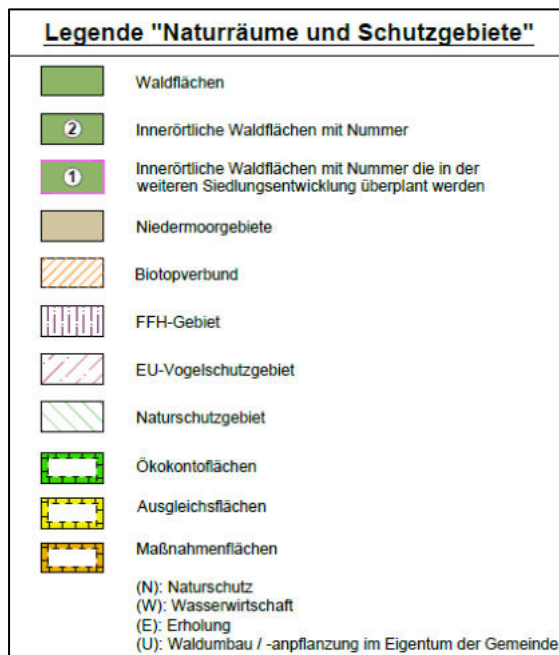 Legende "Naturräume und Schutzgebiete"
Waldflächen
2 Innerörtliche Waldflächen mit Nummer
1 Innerörtliche Waldflächen mit Nummer die in der
weiteren Siedlungsentwicklung überplant werden
Niedermoorgebiete
Biotopverbund
FFH-Gebiet
EU-Vogelschutzgebiet
Naturschutzgebiet
Ökokontoflächen
Ausgleichsflächen
Maßnahmenflächen
(N): Naturschutz
(W): Wasserwirtschaft
(E): Erholung
(U): Waldumbau / -anpflanzung im Eigentum der Gemeinde